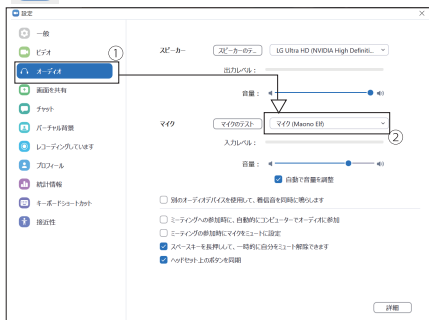 設定
一般
ビデオ
オーディオ
画面を共有
チャット
バーチャル背景
レコーディングしています
プロフィール
統計情報
キーボードショートカット
接近性
①
スピーカー
スピーカーのテ...
LG Ultra HD (NVIDIA High Definiti...
出力レベル：
音量：
マイク
マイクのテスト
マイク (Maono Elf)
②
入力レベル：
音量：
自動で音量を調整
別のオーディオデバイスを使用して、着信音を同時に鳴らします
ミーティングへの参加時に、自動的にコンピューターでオーディオに参加
ミーティングの参加時にマイクをミュートに設定
スペースキーを長押しして、一時的に自分をミュート解除できます
ヘッドセット上のボタンを同期
詳細